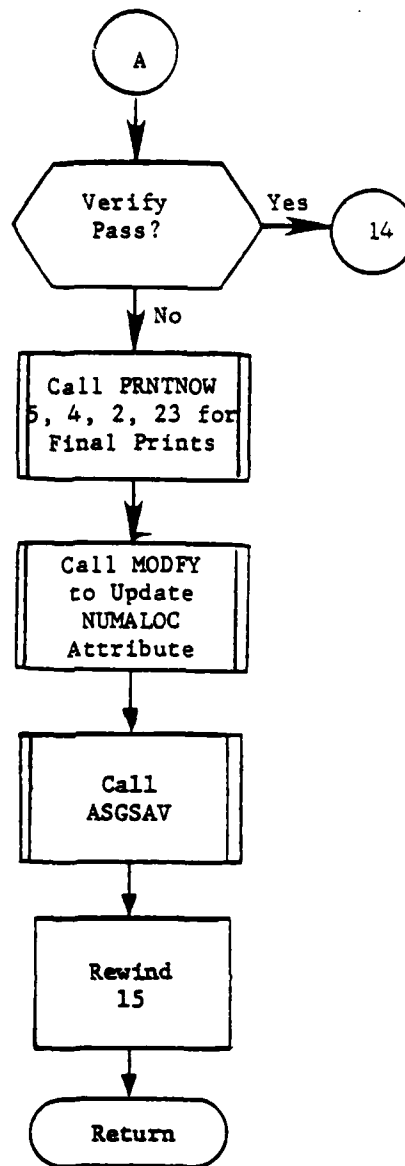 A
Verify
Pass?
Yes
14
No
Call PRNTNOW
5, 4, 2, 23 for
Final Prints
Call MODFY
to Update
NUMALOC
Attribute
Call
ASGSAV
Rewind
15
Return